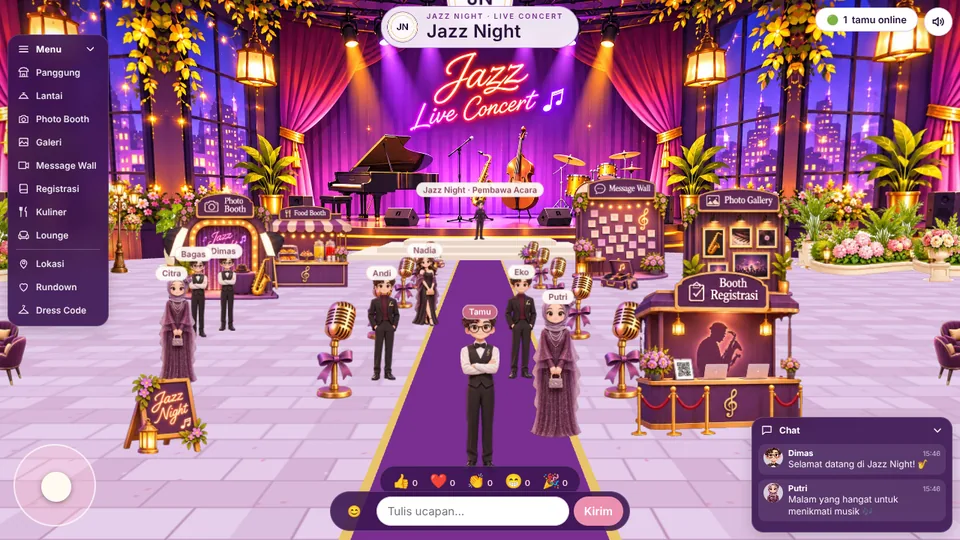 JN
JN
JAZZ NIGHT · LIVE CONCERT
Jazz Night
1 tamu online
Menu
Panggung
Lantai
Photo Booth
Galeri
Message Wall
Registrasi
Kuliner
Lounge
Lokasi
Rundown
Dress Code
Jazz
Live Concert
Jazz Night · Pembawa Acara
Message Wall
Photo Gallery
Photo
Booth
Food Booth
Nadia
Bagas
Dimas
Citra
Andi
Eko
Putri
Tamu
Booth
Registrasi
Jazz
Night
Chat
Dimas
15:46
Selamat datang di Jazz Night! 🎷
Putri
15:46
Malam yang hangat untuk
menikmati musik 🎶
👍 0 ❤️ 0 👏 0 😁 0 🎉 0
Tulis ucapan...
Kirim